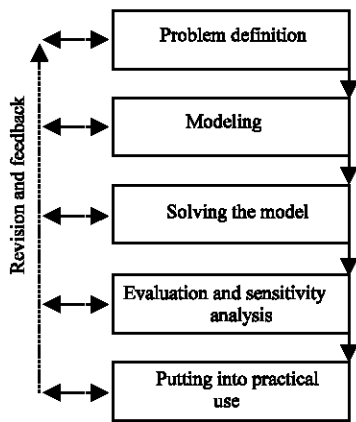 Problem definition
Modeling
Solving the model
Evaluation and sensitivity
analysis
Putting into practical
use
Revision and feedback